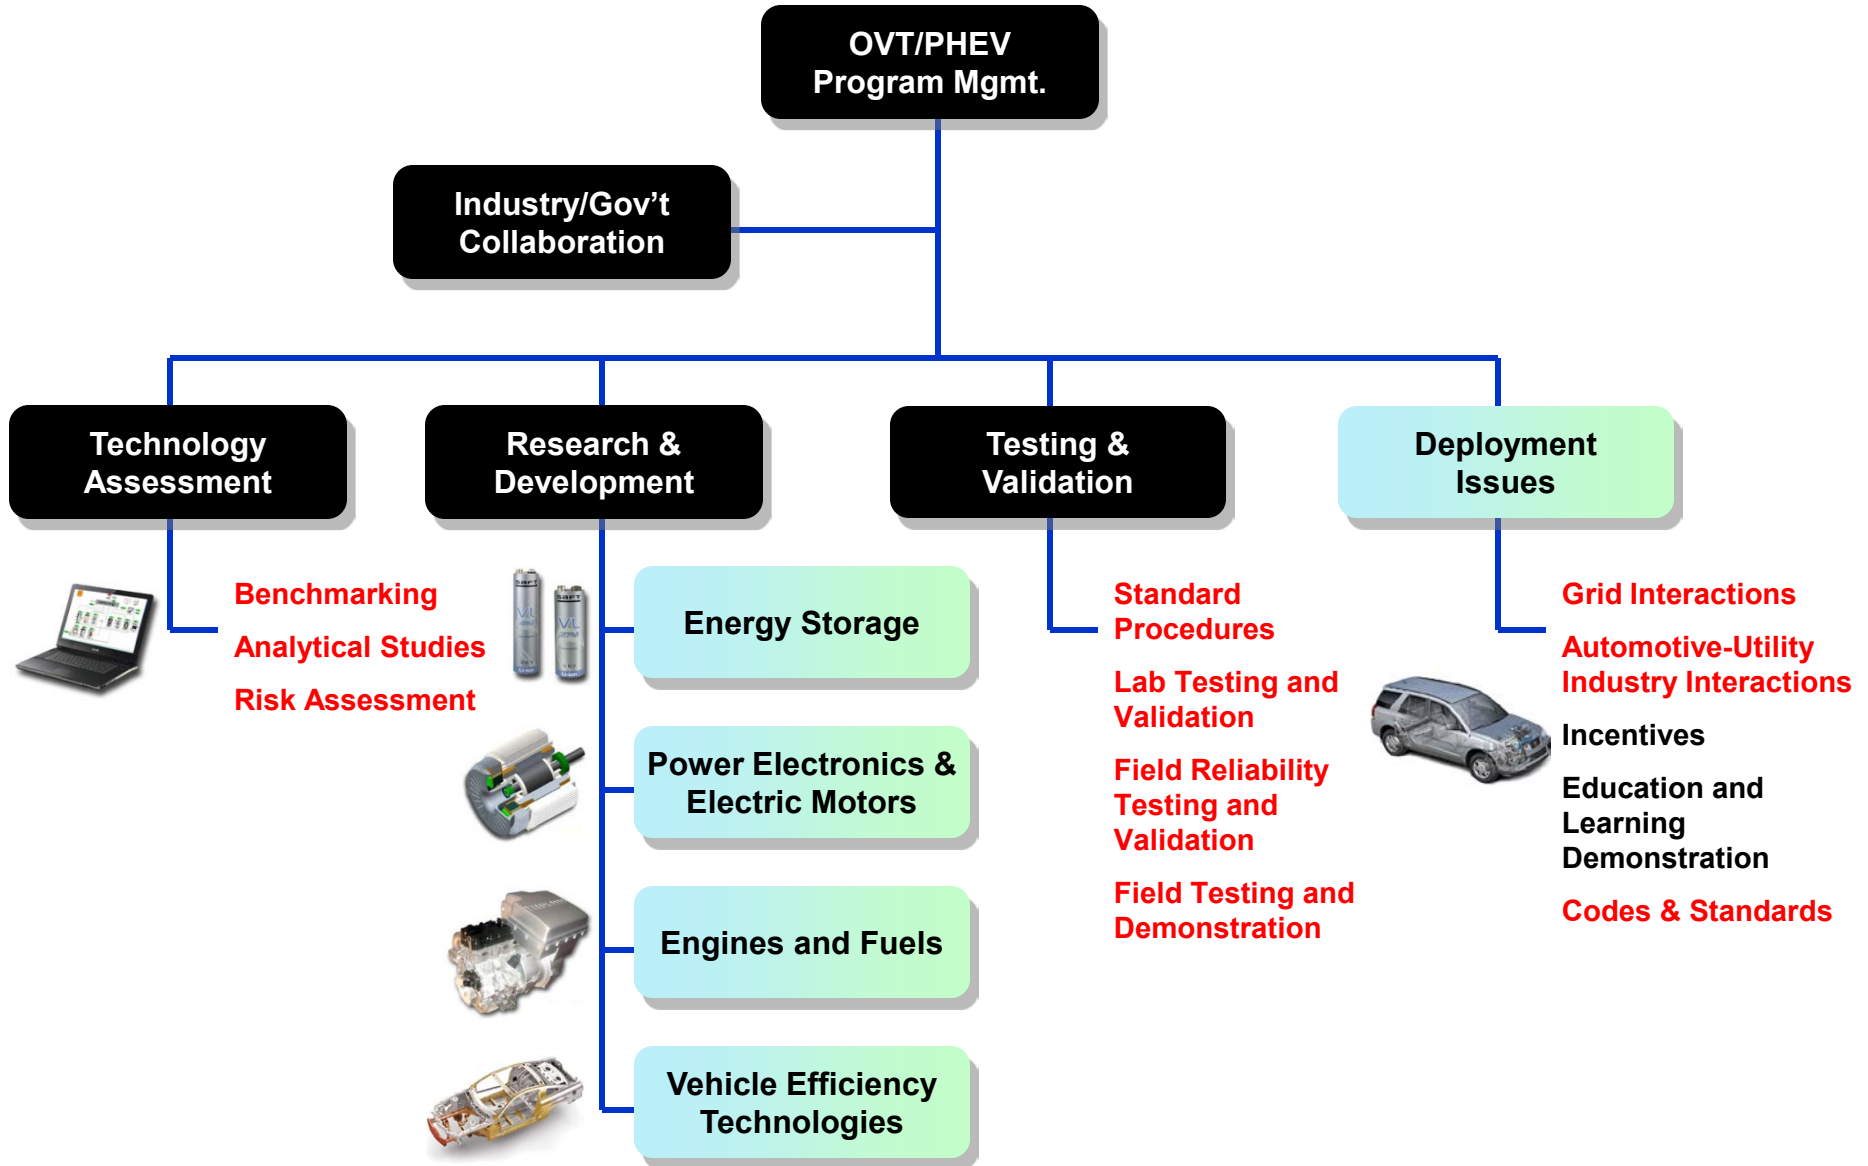 OVT/PHEV
Program Mgmt.
Industry/Gov’t
Collaboration
Technology
Assessment
Research &
Development
Testing &
Validation
Deployment
Issues
Benchmarking
Analytical Studies
Risk Assessment
SAFT
SAFT
Energy Storage
Power Electronics &
Electric Motors
Engines and Fuels
Vehicle Efficiency
Technologies
Standard
Procedures
Lab Testing and
Validation
Field Reliability
Testing and
Validation
Field Testing and
Demonstration
Grid Interactions
Automotive-Utility
Industry Interactions
Incentives
Education and
Learning
Demonstration
Codes & Standards